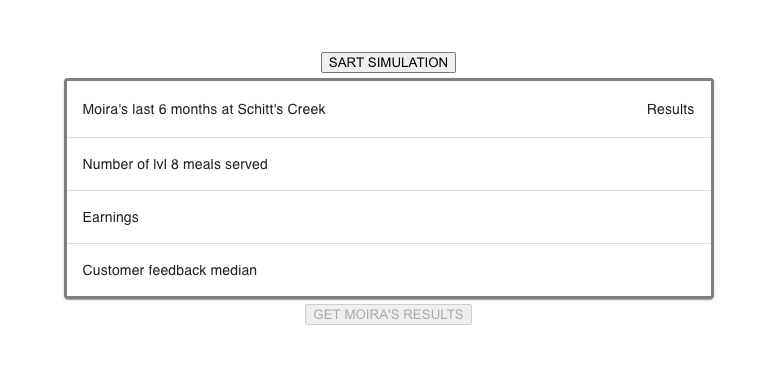 SART SIMULATION
Moira's last 6 months at Schitt's Creek Results
Number of lvl 8 meals served
Earnings
Customer feedback median
GET MOIRA'S RESULTS